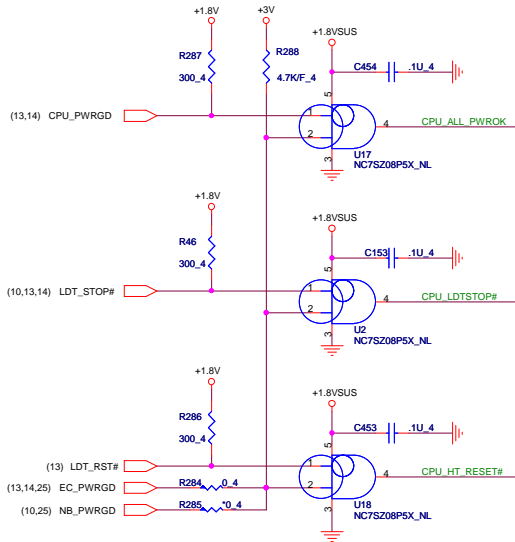 +1.8V +3V +1.8VSUS
R287 300_4
R288 4.7K/F_4
C454 .1U_4
(13,14) CPU_PWRGD
1 2 5 3 4
CPU_ALL_PWROK
U17
NC7SZ08P5X_NL
+1.8V +1.8VSUS
R46 300_4
C153 .1U_4
(10,13,14) LDT_STOP#
1 2 5 3 4
CPU_LDTSTOP#
U2
NC7SZ08P5X_NL
+1.8V +1.8VSUS
R286 300_4
C453 .1U_4
(13) LDT_RST#
1 2 5 3 4
CPU_HT_RESET#
(13,14,25) EC_PWRGD R284 0_4
(10,25) NB_PWRGD R285 *0_4
U18
NC7SZ08P5X_NL